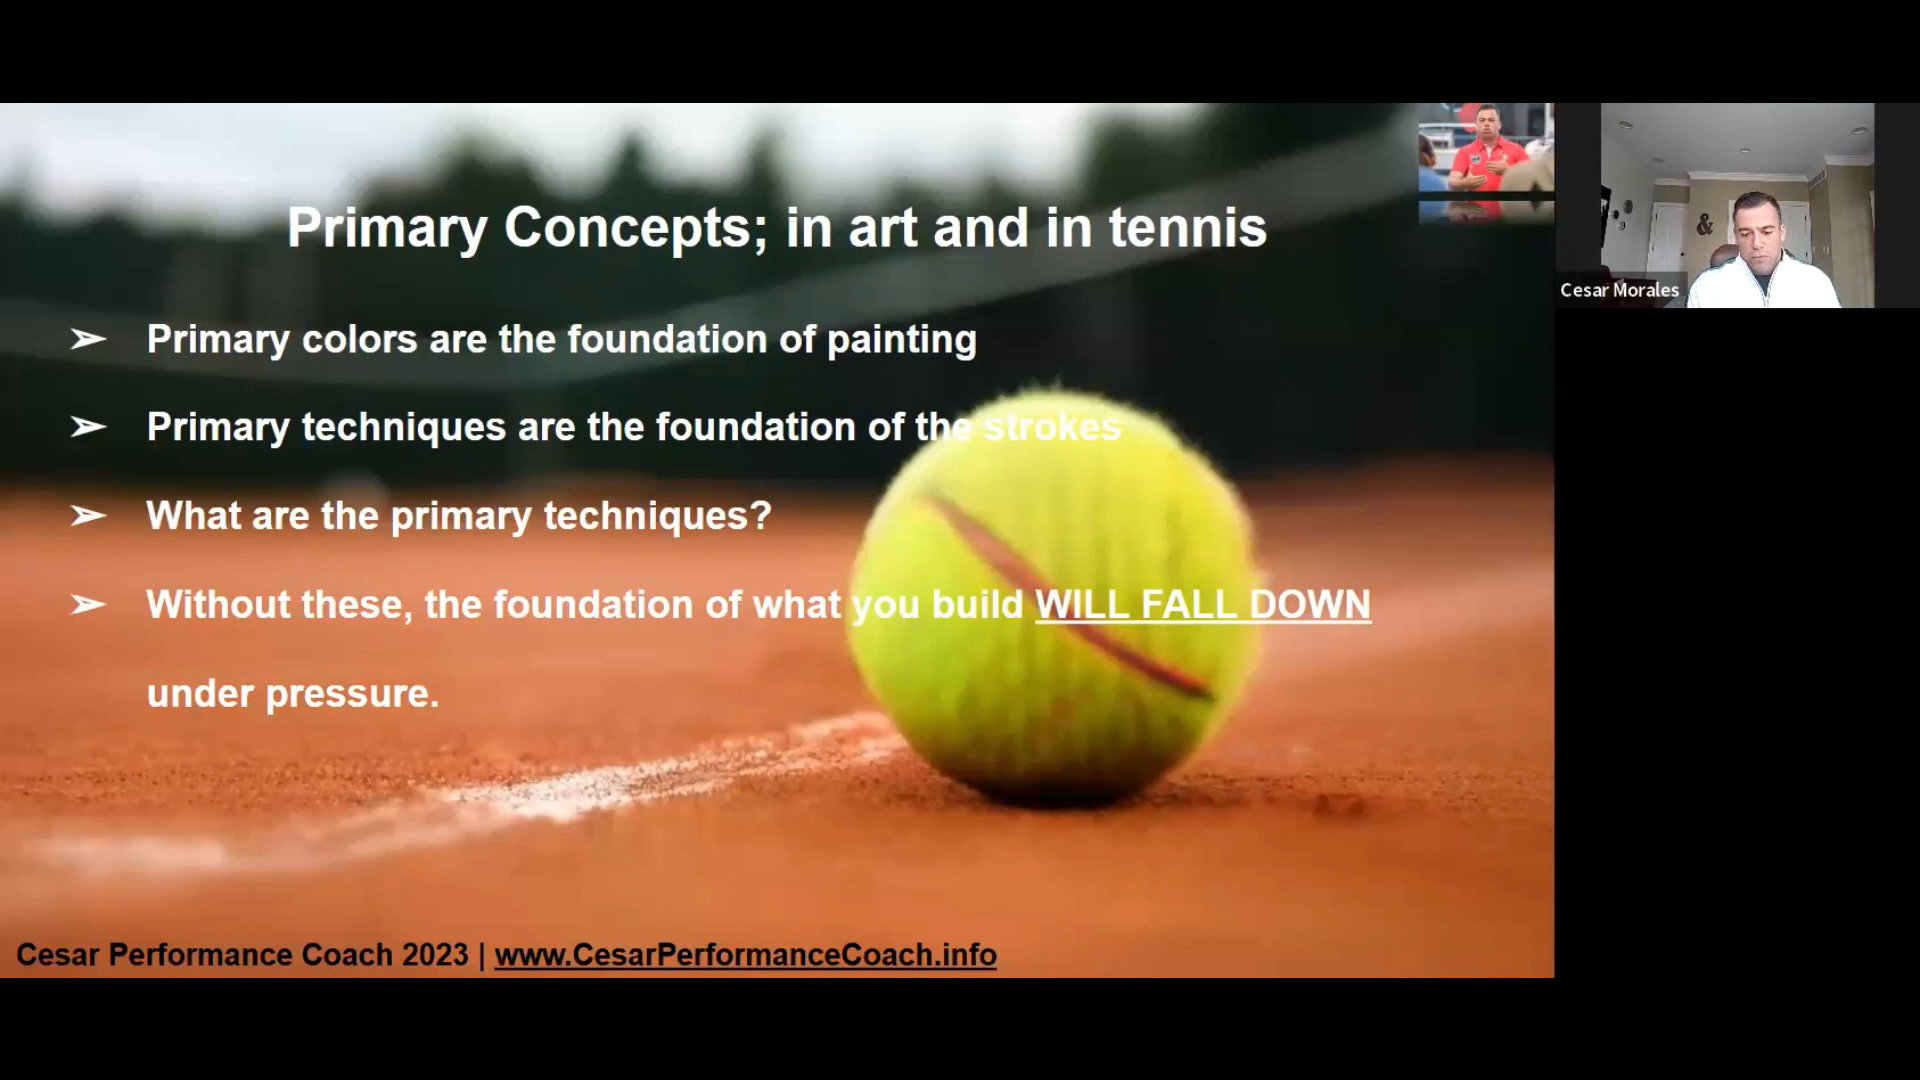 Primary Concepts; in art and in tennis
➢ Primary colors are the foundation of painting
➢ Primary techniques are the foundation of the strokes
➢ What are the primary techniques?
➢ Without these, the foundation of what you build WILL FALL DOWN
under pressure.
Cesar Performance Coach 2023 | www.CesarPerformanceCoach.info
&
Cesar Morales